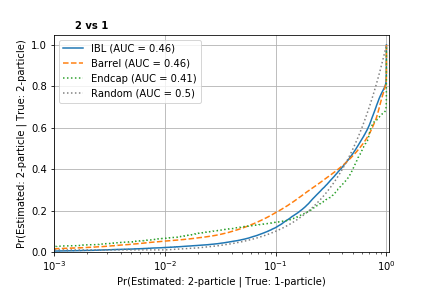 2 vs 1
Pr(Estimated: 2-particle | True: 2-particle)
1.0
0.8
0.6
0.4
0.2
0.0
IBL (AUC = 0.46)
Barrel (AUC = 0.46)
Endcap (AUC = 0.41)
Random (AUC = 0.5)
10⁻³
10⁻²
10⁻¹
10⁰
Pr(Estimated: 2-particle | True: 1-particle)